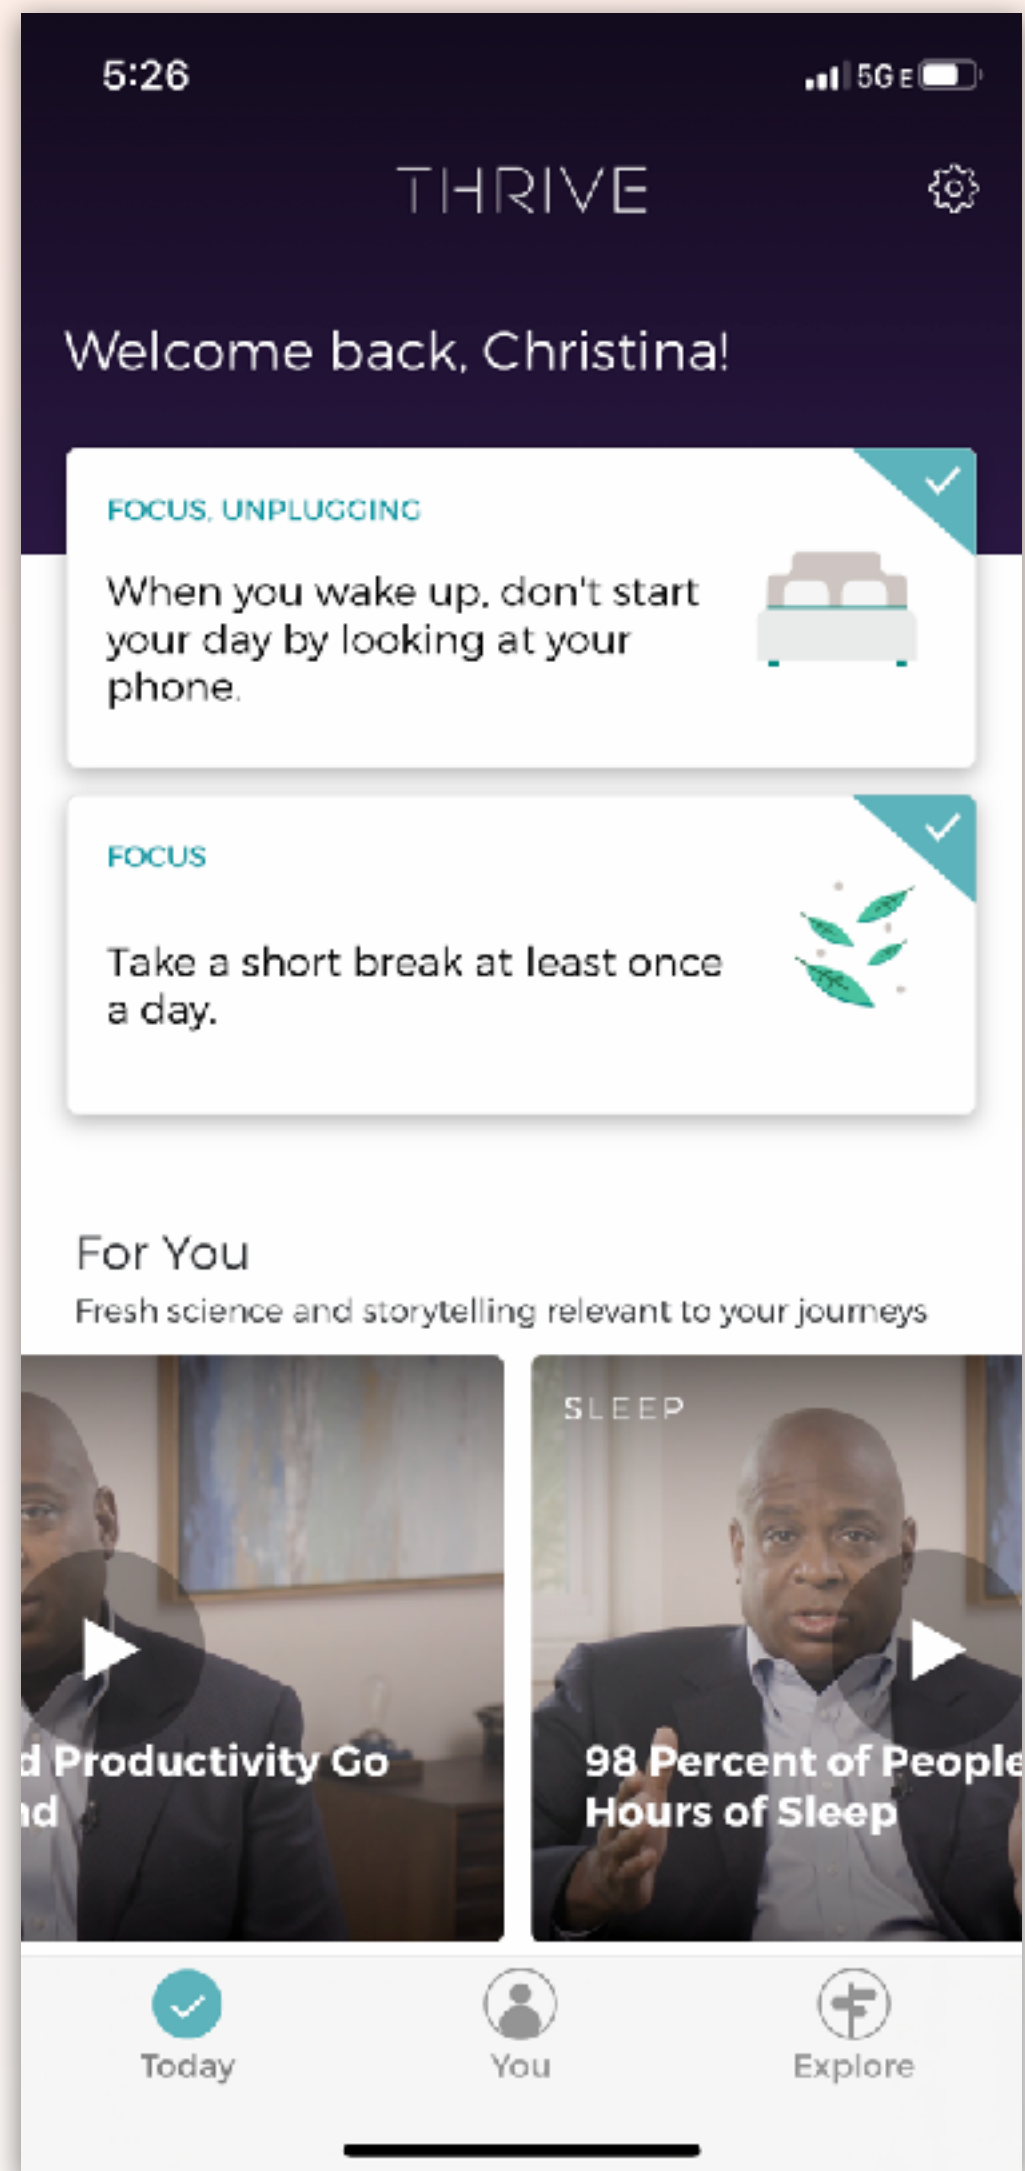 5:26
5G E
THRIVE
Welcome back, Christina!
FOCUS, UNPLUGGING
When you wake up, don't start
your day by looking at your
phone.
FOCUS
Take a short break at least once
a day.
For You
Fresh science and storytelling relevant to your journeys
Productivity Go
SLEEP
98 Percent of People
Hours of Sleep
Today
You
Explore